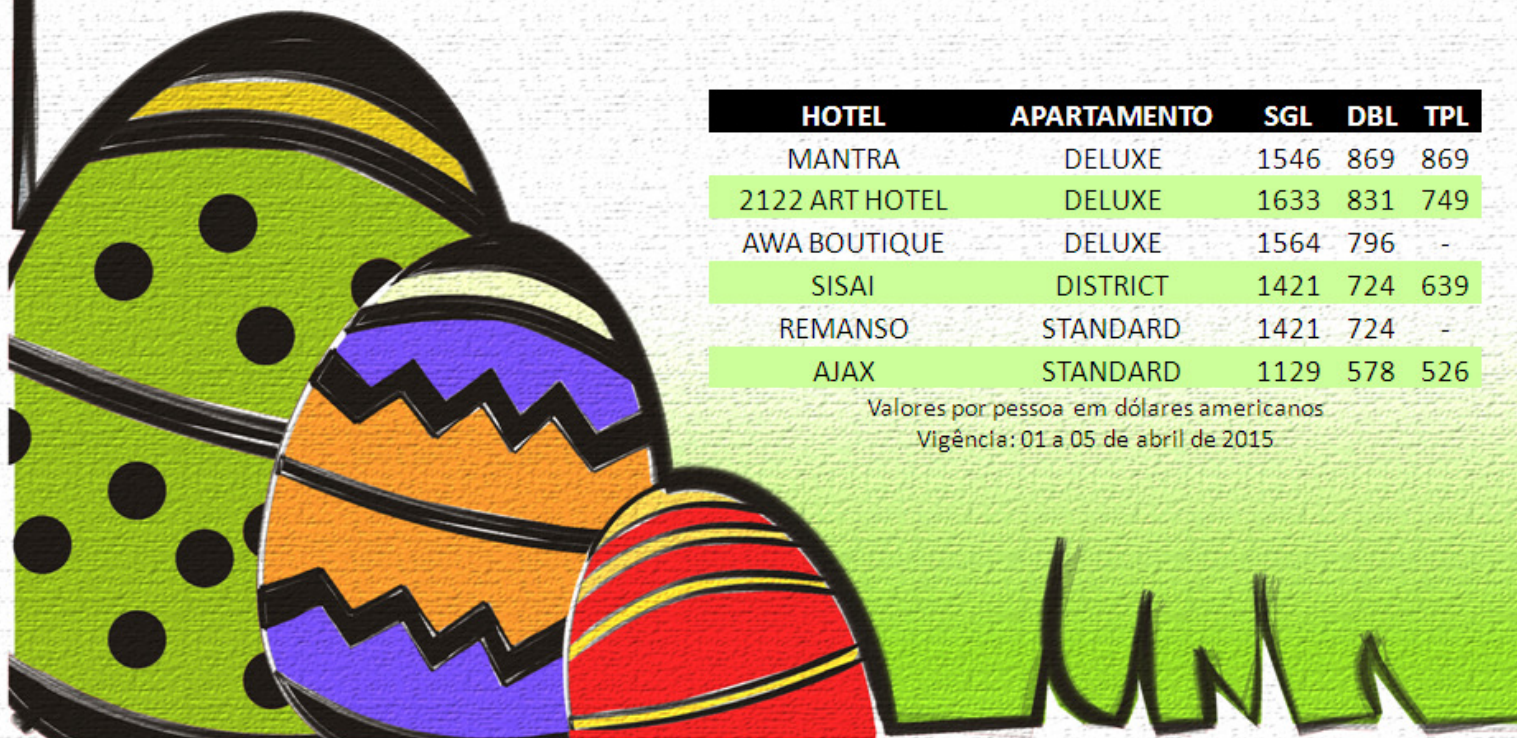 HOTEL APARTAMENTO SGL DBL TPL
MANTRA DELUXE 1546 869 869
2122 ART HOTEL DELUXE 1633 831 749
AWA BOUTIQUE DELUXE 1564 796 -
SISAI DISTRICT 1421 724 639
REMANSO STANDARD 1421 724 -
AJAX STANDARD 1129 578 526
Valores por pessoa em dólares americanos
Vigência: 01 a 05 de abril de 2015